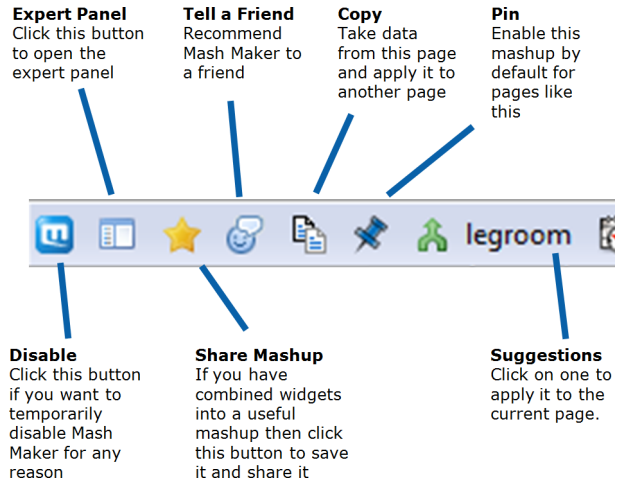 Expert Panel
Click this button
to open the
expert panel
Tell a Friend
Recommend
Mash Maker to
a friend
Copy
Take data
from this page
and apply it to
another page
Pin
Enable this
mashup by
default for
pages like
this
legroom
Disable
Click this button
if you want to
temporarily
disable Mash
Maker for any
reason
Share Mashup
If you have
combined widgets
into a useful
mashup then click
this button to save
it and share it
Suggestions
Click on one to
apply it to the
current page.